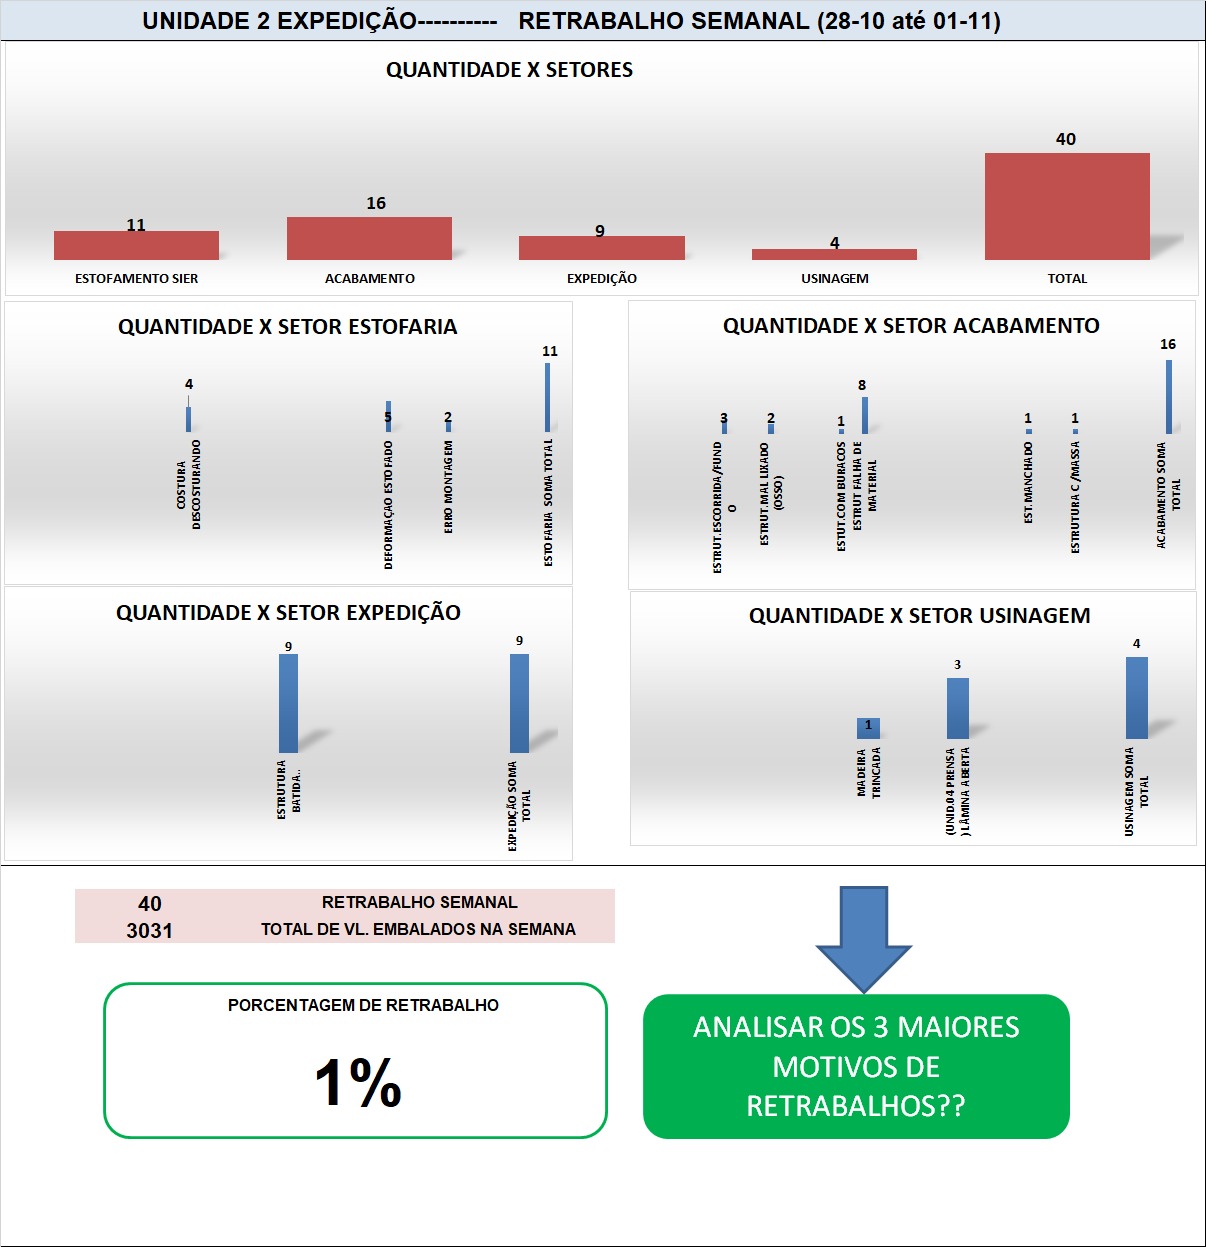 UNIDADE 2 EXPEDIÇÃO---------- RETRABALHO SEMANAL (28-10 até 01-11)
QUANTIDADE X SETORES
11
16
9
4
40
ESTOFAMENTO SIER
ACABAMENTO
EXPEDIÇÃO
USINAGEM
TOTAL
QUANTIDADE X SETOR ESTOFARIA
4
5
2
11
COSTURA
DESCOSTURANDO
DEFORMAÇAO ESTOFADO
ERRO MONTAGEM
ESTOFARIA SOMA TOTAL
QUANTIDADE X SETOR ACABAMENTO
3
2
1
8
1
1
16
ESTRUT.ESCORRIDA/FUND
O
ESTRUT.MAL LIXADO
(OSSO)
ESTUT.COM BURACOS
ESTRUT FALHA DE
MATERIAL
EST.MANCHADO
ESTRUTURA C /MASSA
ACABAMENTO SOMA
TOTAL
QUANTIDADE X SETOR EXPEDIÇÃO
9
9
ESTRUTURA
BATIDA..
EXPEDIÇÃO SOMA
TOTAL
QUANTIDADE X SETOR USINAGEM
1
3
4
MADEIRA
TRINCADA
(UNID.04 PRENSA
) LÂMINA ABERTA
USINAGEM SOMA
TOTAL
40 RETRABALHO SEMANAL
3031 TOTAL DE VL. EMBALADOS NA SEMANA
PORCENTAGEM DE RETRABALHO
1%
ANALISAR OS 3 MAIORES
MOTIVOS DE
RETRABALHOS??